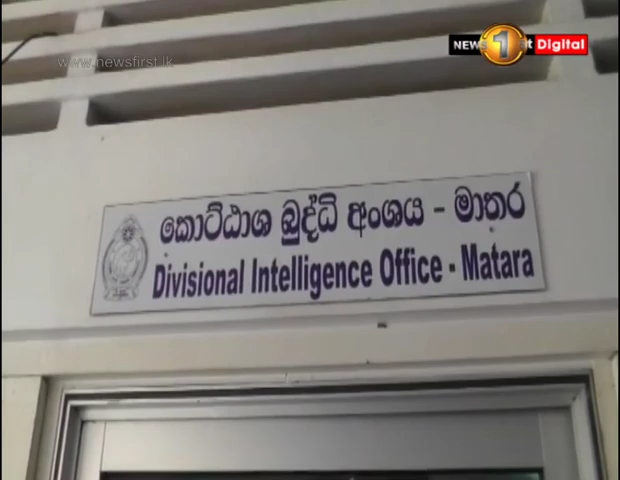 www.newsfirst.lk
NEWS 1st Digital
කොට්ඨාශ බුද්ධි අංශය - මාතර
Divisional Intelligence Office - Matara